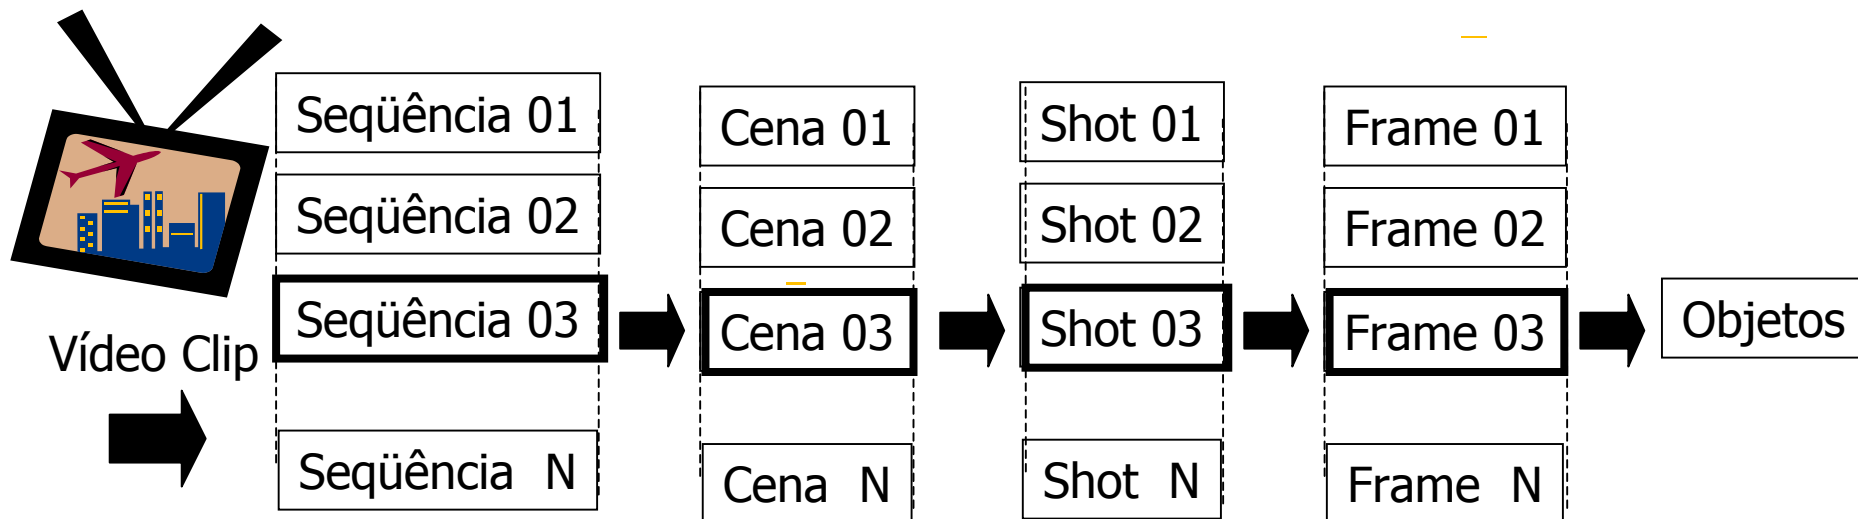 Vídeo Clip
Seqüência 01
Seqüência 02
Seqüência 03
Seqüência N
Cena 01
Cena 02
Cena 03
Cena N
Shot 01
Shot 02
Shot 03
Shot N
Frame 01
Frame 02
Frame 03
Frame N
Objetos